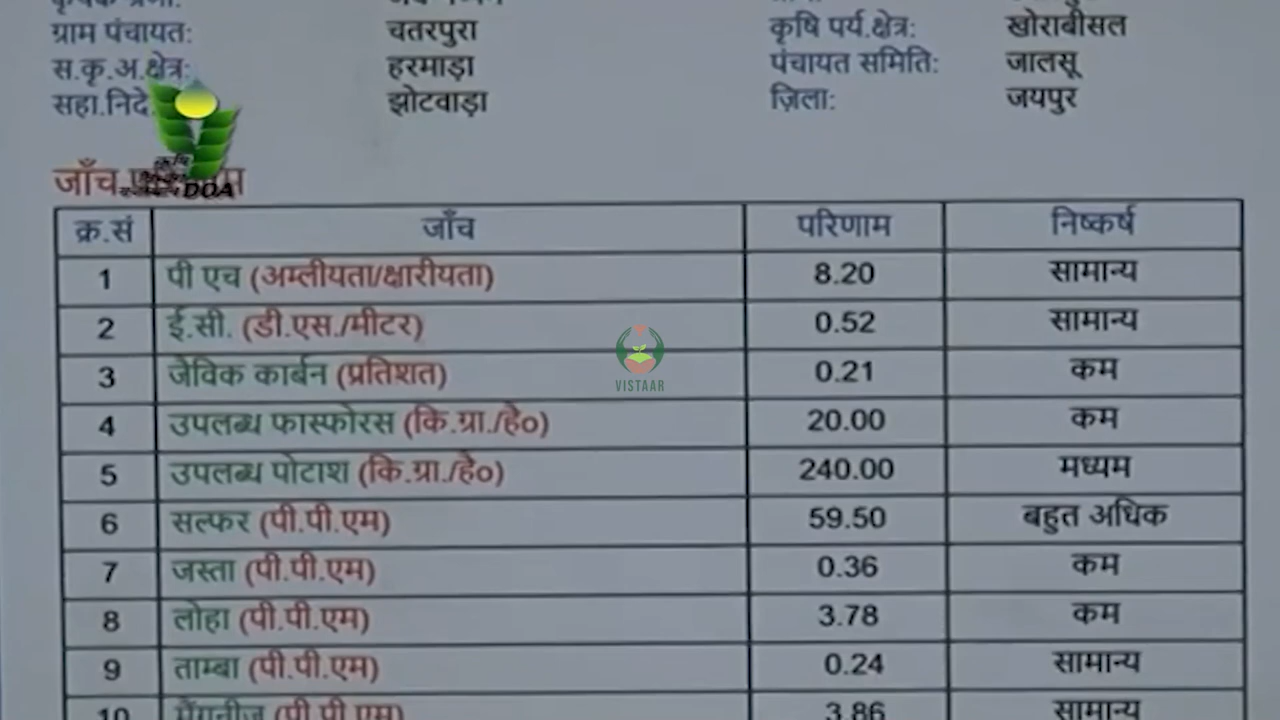 ग्राम पंचायत: चतरपुरा कृषि पर्य.क्षेत्र: खोराबीसल
स.कृ.अ.क्षेत्र: हरमाड़ा पंचायत समिति: जालसू
सहा.निदे. झोटवाड़ा ज़िला: जयपुर
कृषि
DOA
जाँच
क्र.सं जाँच परिणाम निष्कर्ष
1 पी एच (अम्लीयता/क्षारीयता) 8.20 सामान्य
2 ई.सी. (डी.एस./मीटर) 0.52 सामान्य
3 जैविक कार्बन (प्रतिशत) 0.21 कम
VISTAAR
4 उपलब्ध फास्फोरस (कि.ग्रा./हे०) 20.00 कम
5 उपलब्ध पोटाश (कि.ग्रा./हे०) 240.00 मध्यम
6 सल्फर (पी.पी.एम) 59.50 बहुत अधिक
7 जस्ता (पी.पी.एम) 0.36 कम
8 लोहा (पी.पी.एम) 3.78 कम
9 ताम्बा (पी.पी.एम) 0.24 सामान्य
10 मैंगनीज (पी.पी.एम) 3.86 सामान्य